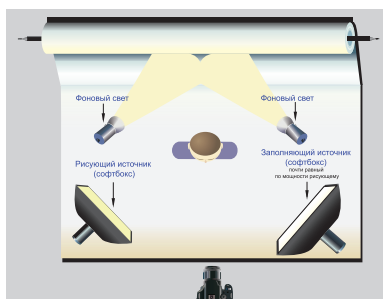 Фоновый свет
Фоновый свет
Рисующий источник
(софтбокс)
Заполняющий источник
(софтбокс)
почти равный
по мощности рисующему